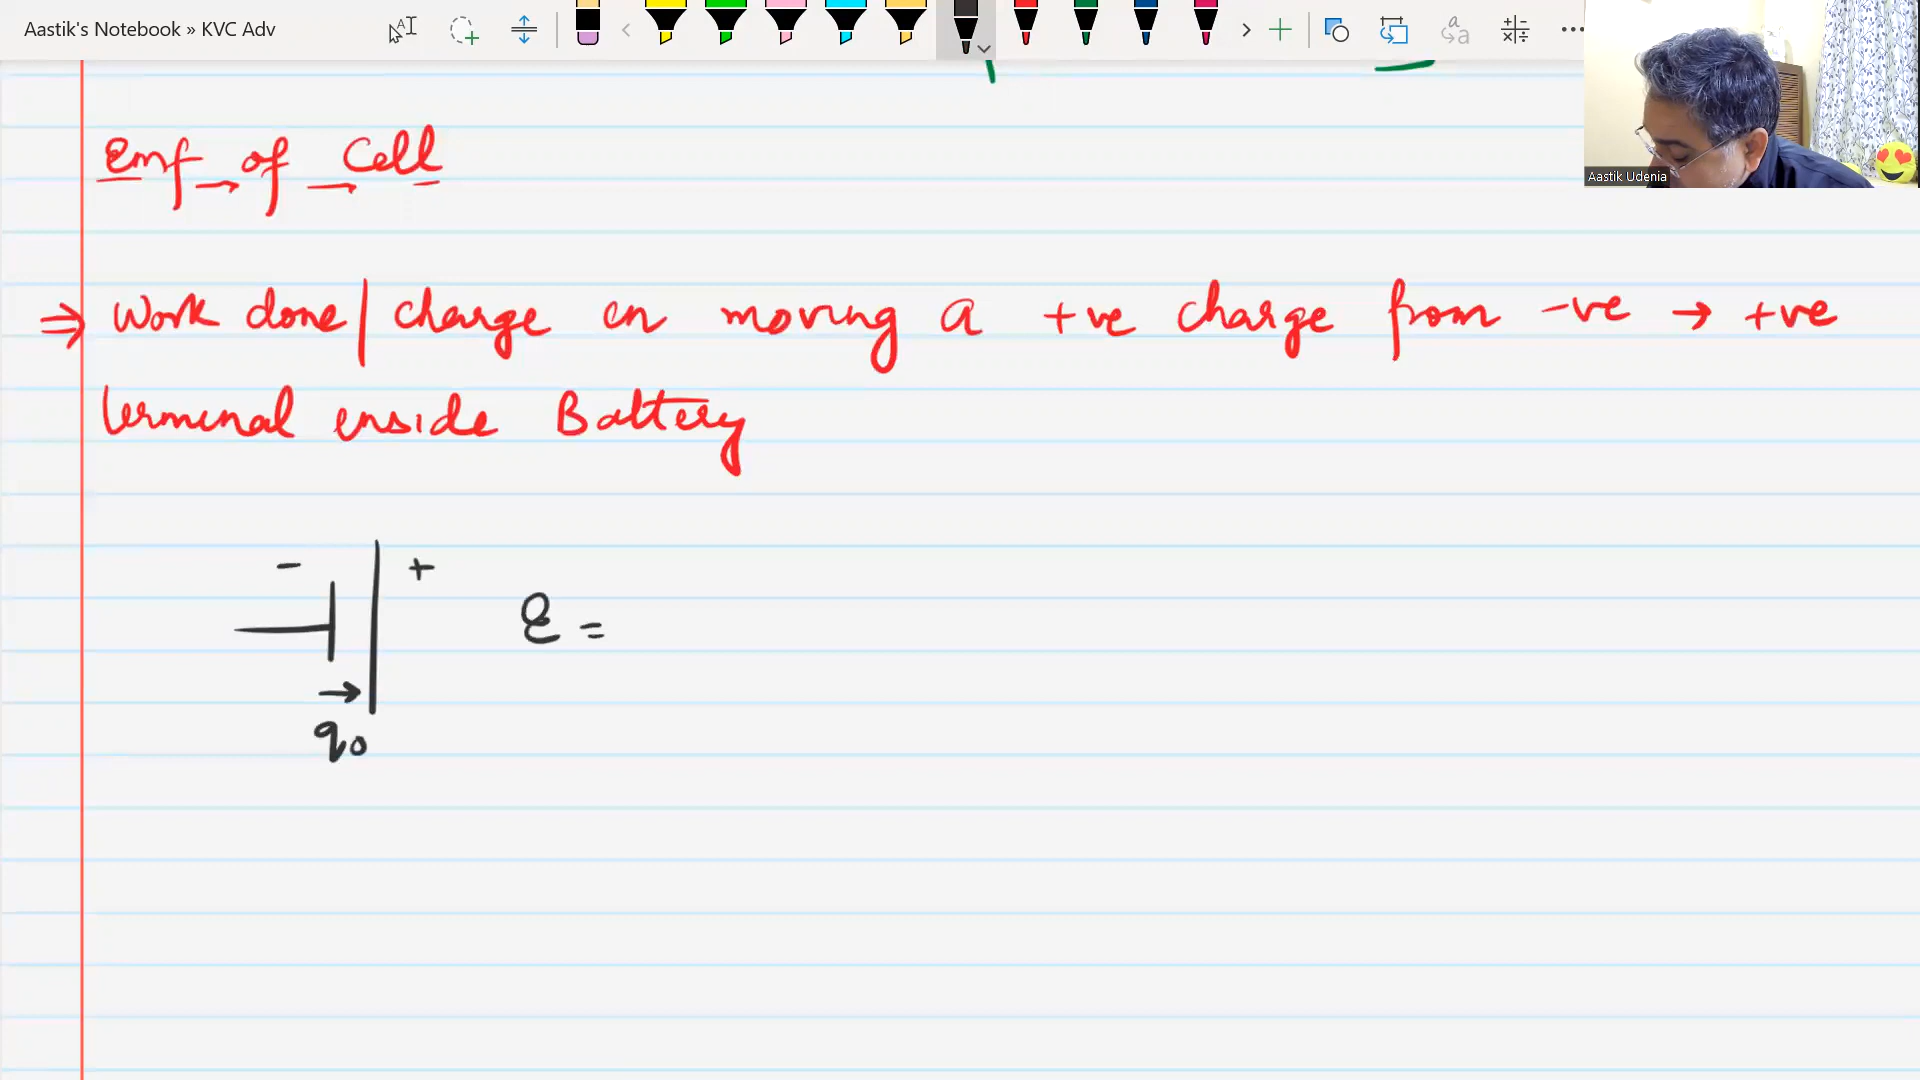 Aastik's Notebook » KVC Adv
Aastik Udenia
Emf of Cell
⇒ Work done | charge in moving a +ve charge from -ve → +ve
terminal inside Battery
- +
ε =
→
q₀